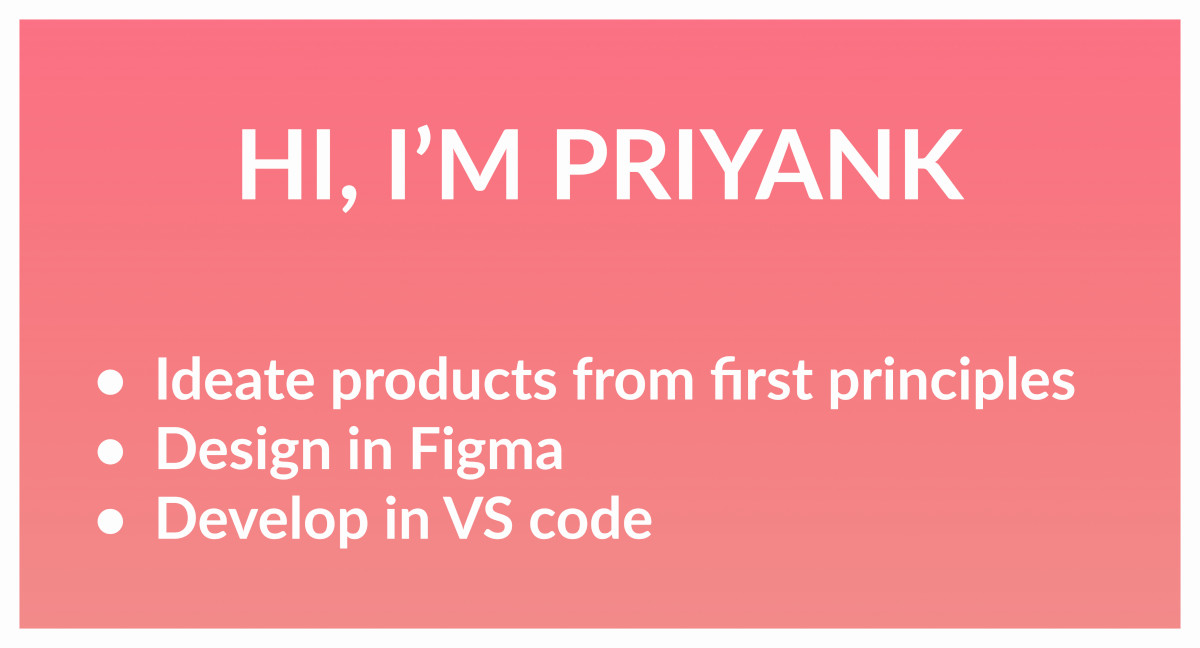 HI, I’M PRIYANK
● Ideate products from first principles
● Design in Figma
● Develop in VS code